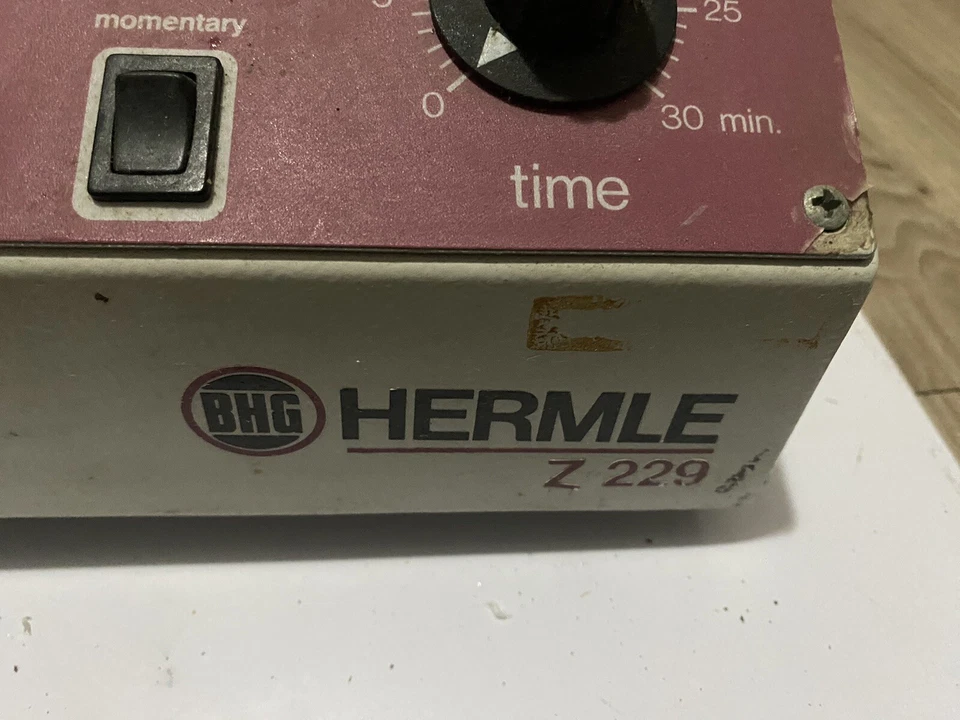 momentary
25
0
30 min.
time
BHG HERMLE
Z 229